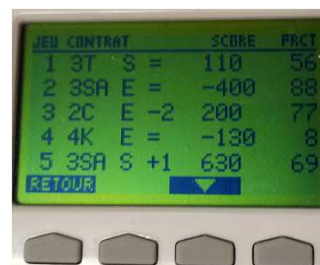 JEU CONTRAT SCORE PRCT
1 3T S = 110 56
2 3SA E = -400 88
3 2C E -2 200 77
4 4K E = -130 8
5 3SA S +1 630 69
RETOUR